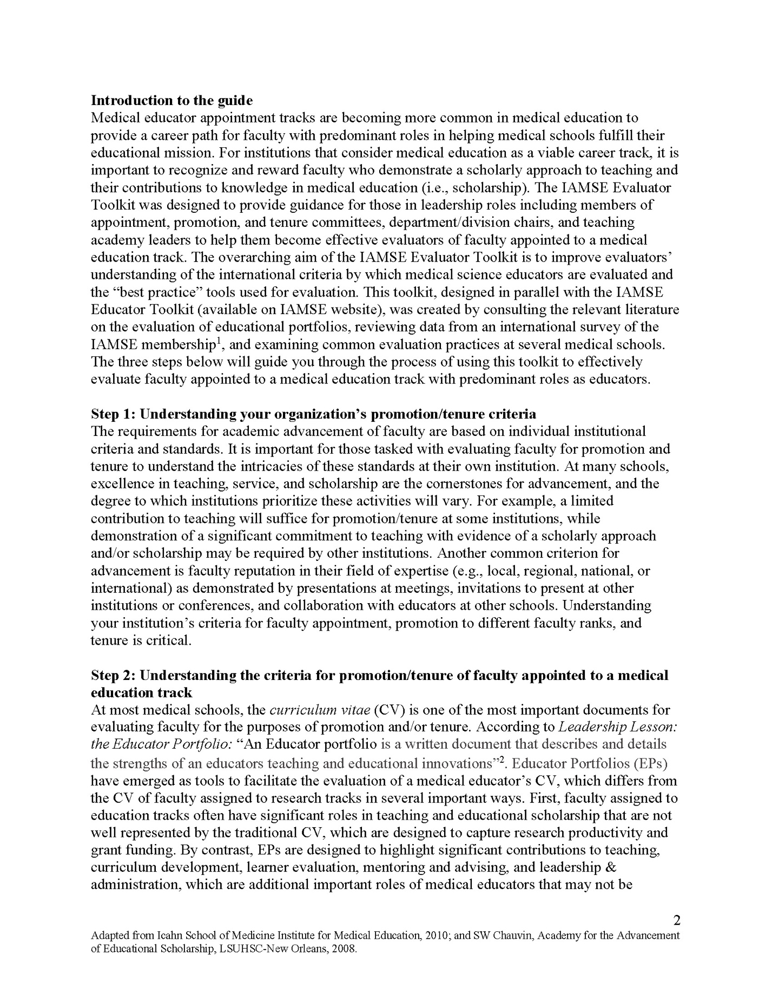 Introduction to the guide
Medical educator appointment tracks are becoming more common in medical education to
provide a career path for faculty with predominant roles in helping medical schools fulfill their
educational mission. For institutions that consider medical education as a viable career track, it is
important to recognize and reward faculty who demonstrate a scholarly approach to teaching and
their contributions to knowledge in medical education (i.e., scholarship). The IAMSE Evaluator
Toolkit was designed to provide guidance for those in leadership roles including members of
appointment, promotion, and tenure committees, department/division chairs, and teaching
academy leaders to help them become effective evaluators of faculty appointed to a medical
education track. The overarching aim of the IAMSE Evaluator Toolkit is to improve evaluators’
understanding of the international criteria by which medical science educators are evaluated and
the “best practice” tools used for evaluation. This toolkit, designed in parallel with the IAMSE
Educator Toolkit (available on IAMSE website), was created by consulting the relevant literature
on the evaluation of educational portfolios, reviewing data from an international survey of the
IAMSE membership¹, and examining common evaluation practices at several medical schools.
The three steps below will guide you through the process of using this toolkit to effectively
evaluate faculty appointed to a medical education track with predominant roles as educators.
Step 1: Understanding your organization’s promotion/tenure criteria
The requirements for academic advancement of faculty are based on individual institutional
criteria and standards. It is important for those tasked with evaluating faculty for promotion and
tenure to understand the intricacies of these standards at their own institution. At many schools,
excellence in teaching, service, and scholarship are the cornerstones for advancement, and the
degree to which institutions prioritize these activities will vary. For example, a limited
contribution to teaching will suffice for promotion/tenure at some institutions, while
demonstration of a significant commitment to teaching with evidence of a scholarly approach
and/or scholarship may be required by other institutions. Another common criterion for
advancement is faculty reputation in their field of expertise (e.g., local, regional, national, or
international) as demonstrated by presentations at meetings, invitations to present at other
institutions or conferences, and collaboration with educators at other schools. Understanding
your institution’s criteria for faculty appointment, promotion to different faculty ranks, and
tenure is critical.
Step 2: Understanding the criteria for promotion/tenure of faculty appointed to a medical
education track
At most medical schools, the curriculum vitae (CV) is one of the most important documents for
evaluating faculty for the purposes of promotion and/or tenure. According to Leadership Lesson:
the Educator Portfolio: “An Educator portfolio is a written document that describes and details
the strengths of an educators teaching and educational innovations”². Educator Portfolios (EPs)
have emerged as tools to facilitate the evaluation of a medical educator’s CV, which differs from
the CV of faculty assigned to research tracks in several important ways. First, faculty assigned to
education tracks often have significant roles in teaching and educational scholarship that are not
well represented by the traditional CV, which are designed to capture research productivity and
grant funding. By contrast, EPs are designed to highlight significant contributions to teaching,
curriculum development, learner evaluation, mentoring and advising, and leadership &
administration, which are additional important roles of medical educators that may not be
2
Adapted from Icahn School of Medicine Institute for Medical Education, 2010; and SW Chauvin, Academy for the Advancement
of Educational Scholarship, LSUHSC-New Orleans, 2008.